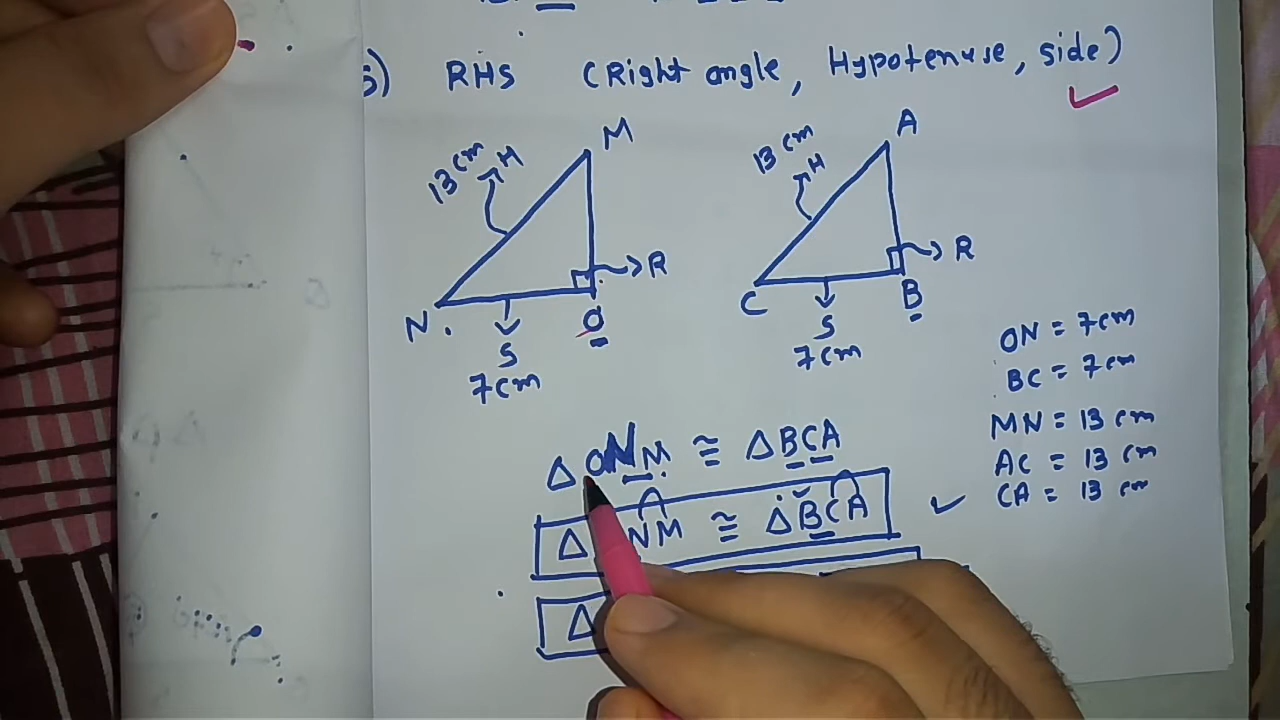 5) RHS (Right angle, Hypotenuse, side)
M
A
13 cm
H
13 cm
H
R
R
N
O
C
B
S
7cm
S
7cm
ON = 7cm
BC = 7cm
MN = 13 cm
AC = 13 cm
CA = 13 cm
Δ ONM ≅ Δ BCA
Δ NM ≅ Δ BCA
Δ